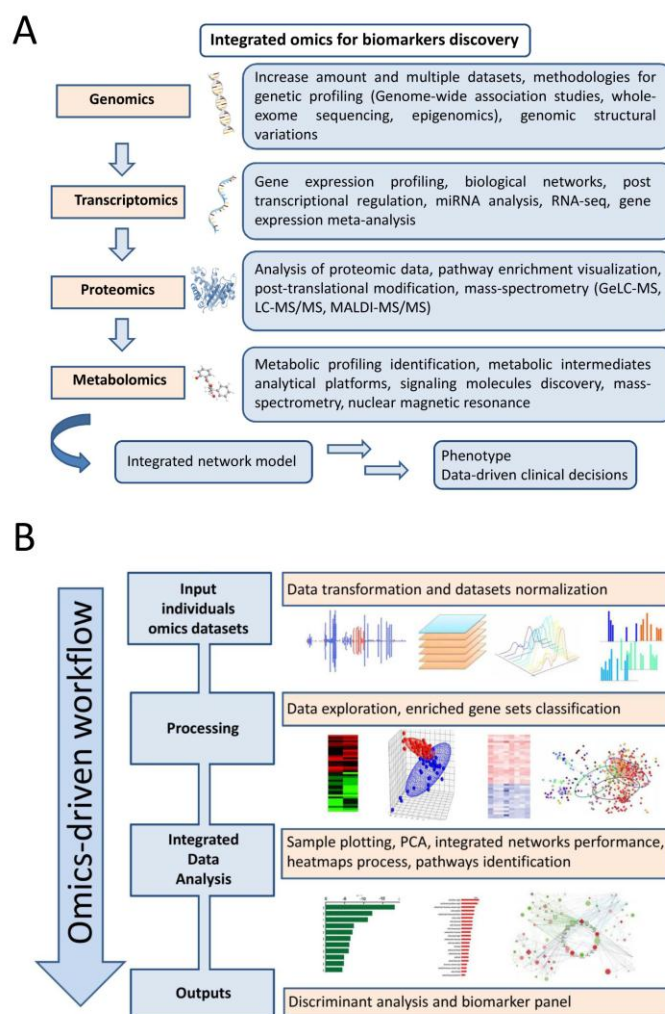 A
Integrated omics for biomarkers discovery
Genomics
Increase amount and multiple datasets, methodologies for
genetic profiling (Genome-wide association studies, whole-
exome sequencing, epigenomics), genomic structural
variations
Transcriptomics
Gene expression profiling, biological networks, post
transcriptional regulation, miRNA analysis, RNA-seq, gene
expression meta-analysis
Proteomics
Analysis of proteomic data, pathway enrichment visualization,
post-translational modification, mass-spectrometry (GeLC-MS,
LC-MS/MS, MALDI-MS/MS)
Metabolomics
Metabolic profiling identification, metabolic intermediates
analytical platforms, signaling molecules discovery, mass-
spectrometry, nuclear magnetic resonance
Integrated network model
Phenotype
Data-driven clinical decisions
B
Omics-driven workflow
Input
individuals
omics datasets
Data transformation and datasets normalization
Processing
Data exploration, enriched gene sets classification
Integrated
Data
Analysis
Sample plotting, PCA, integrated networks performance,
heatmaps process, pathways identification
Outputs
Discriminant analysis and biomarker panel